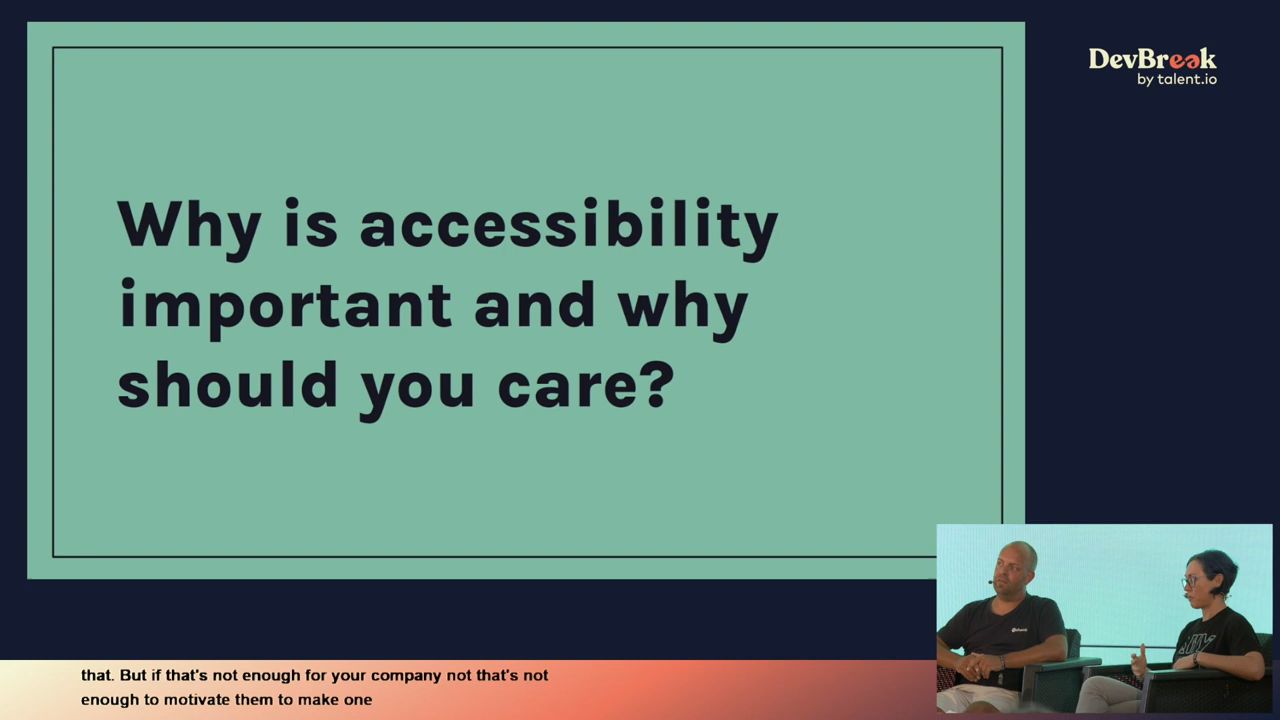 DevBreak
by talent.io
Why is accessibility
important and why
should you care?
that. But if that's not enough for your company not that's not
enough to motivate them to make one